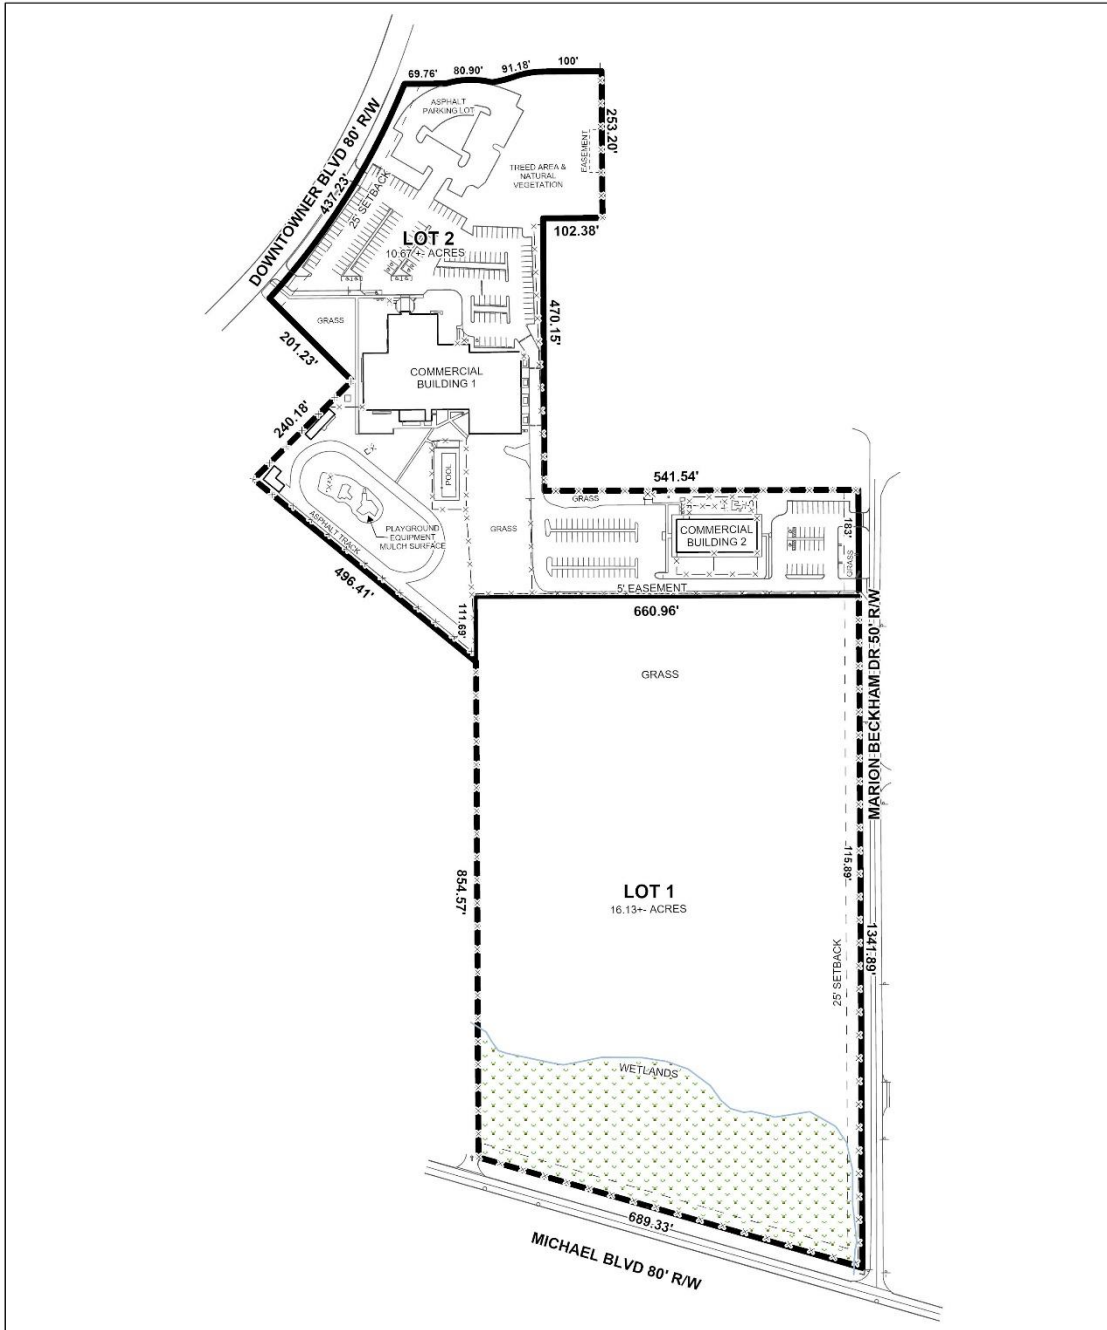 69.76'
80.90'
91.18'
100'
ASPHALT
PARKING LOT
253.20'
EASEMENT
TREED AREA &
NATURAL
VEGETATION
DOWNTOWNER BLVD 80' R/W
437.23'
25' SETBACK
102.38'
LOT 2
10.67 +- ACRES
GRASS
201.23'
470.15'
COMMERCIAL
BUILDING 1
240.18'
POOL
541.54'
GRASS
PLAYGROUND
EQUIPMENT
MULCH SURFACE
ASPHALT TRACK
GRASS
COMMERCIAL
BUILDING 2
183'
GRASS
496.41'
5' EASEMENT
111.69'
660.96'
MARION BECKHAM DR 50' R/W
GRASS
115.89'
854.57'
LOT 1
16.13+- ACRES
1341.89'
25' SETBACK
WETLANDS
689.33'
MICHAEL BLVD 80' R/W